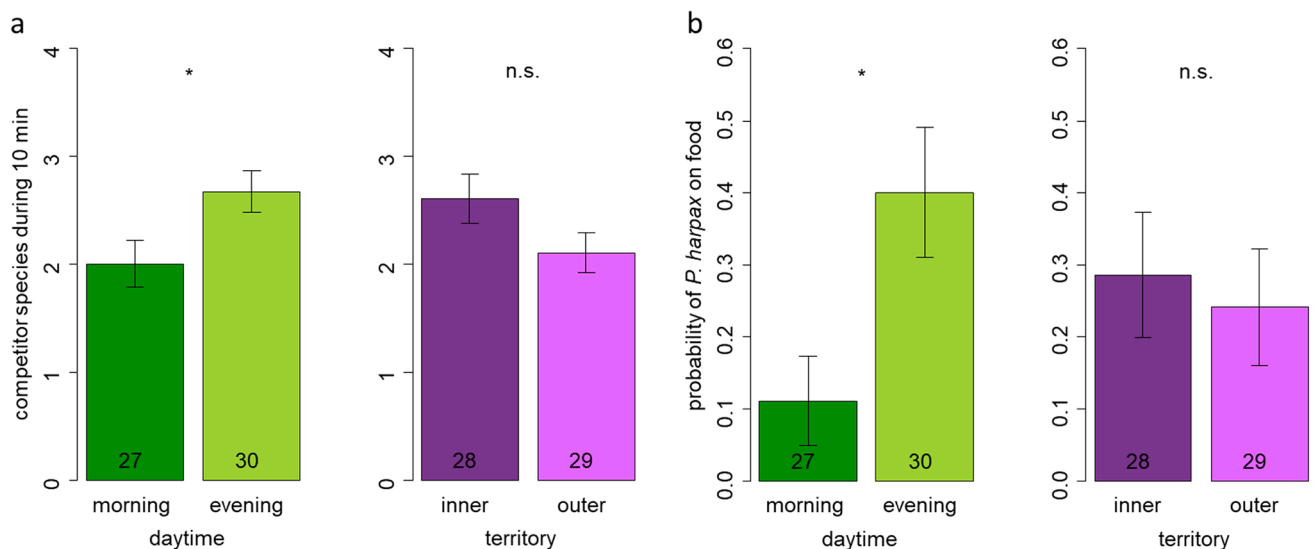 a
b
competitor species during 10 min
4
3
2
1
0
*
27
30
morning
evening
daytime
4
3
2
1
0
n.s.
28
29
inner
outer
territory
probability of P. harpax on food
0.6
0.5
0.4
0.3
0.2
0.1
0.0
*
27
30
morning
evening
daytime
0.6
0.5
0.4
0.3
0.2
0.1
0.0
n.s.
28
29
inner
outer
territory